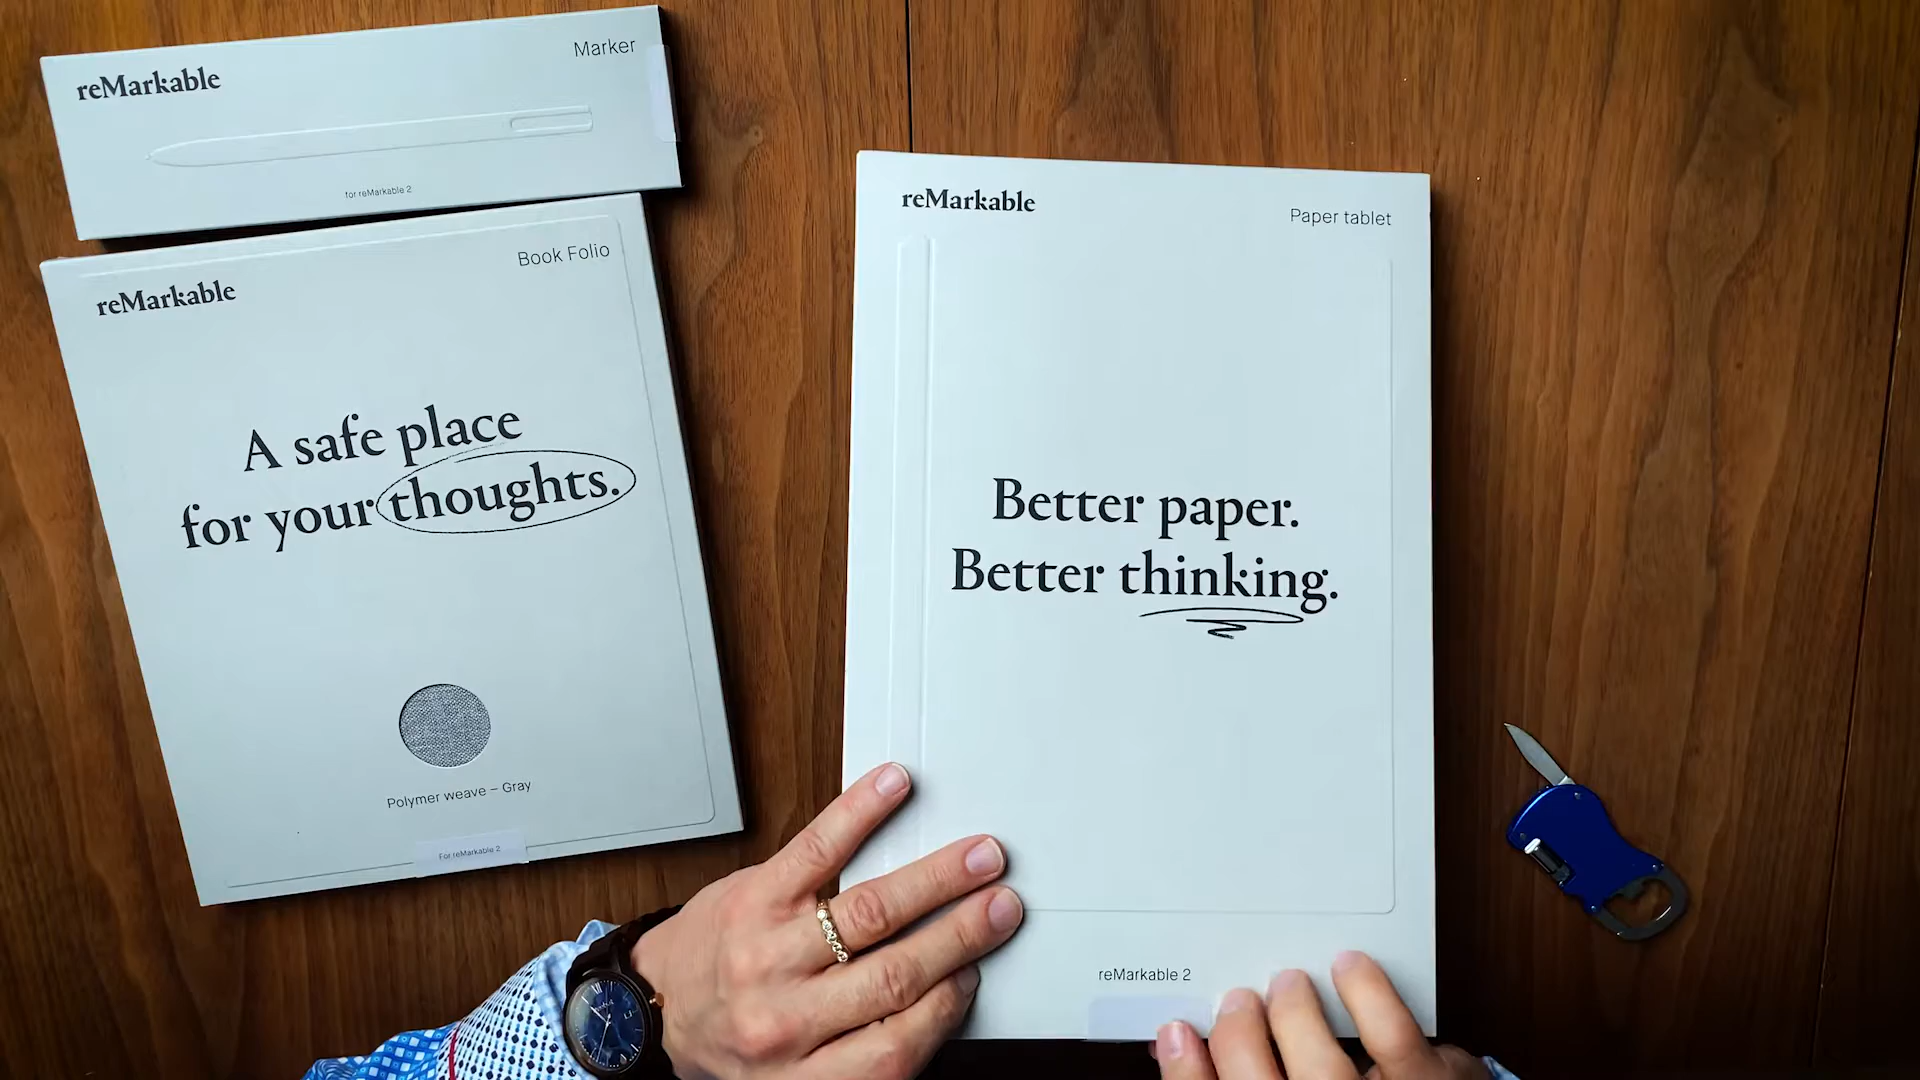 reMarkable
Marker
for reMarkable 2
reMarkable
Book Folio
A safe place
for your thoughts.
Polymer weave – Gray
For reMarkable 2
reMarkable
Paper tablet
Better paper.
Better thinking.
reMarkable 2